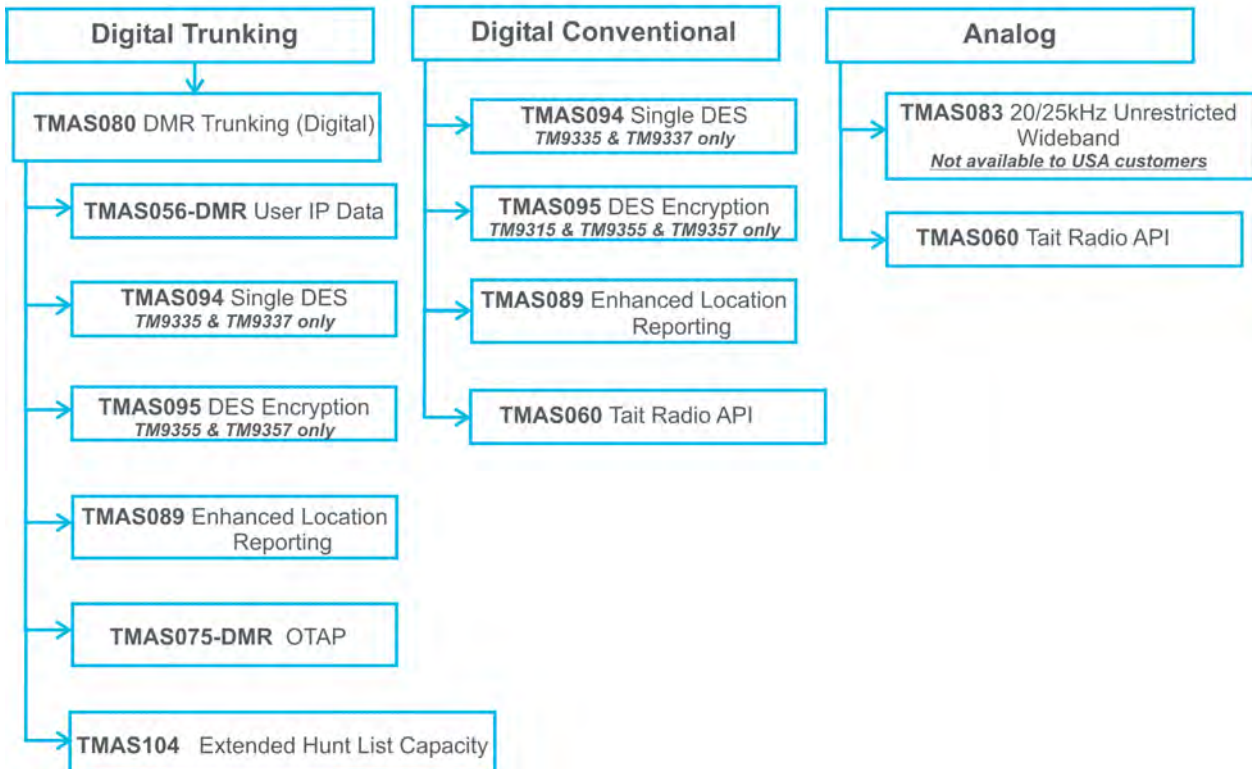 Digital Trunking
TMAS080 DMR Trunking (Digital)
TMAS056-DMR User IP Data
TMAS094 Single DES
TM9335 & TM9337 only
TMAS095 DES Encryption
TM9355 & TM9357 only
TMAS089 Enhanced Location
Reporting
TMAS075-DMR OTAP
TMAS104 Extended Hunt List Capacity
Digital Conventional
TMAS094 Single DES
TM9335 & TM9337 only
TMAS095 DES Encryption
TM9315 & TM9355 & TM9357 only
TMAS089 Enhanced Location
Reporting
TMAS060 Tait Radio API
Analog
TMAS083 20/25kHz Unrestricted
Wideband
Not available to USA customers
TMAS060 Tait Radio API